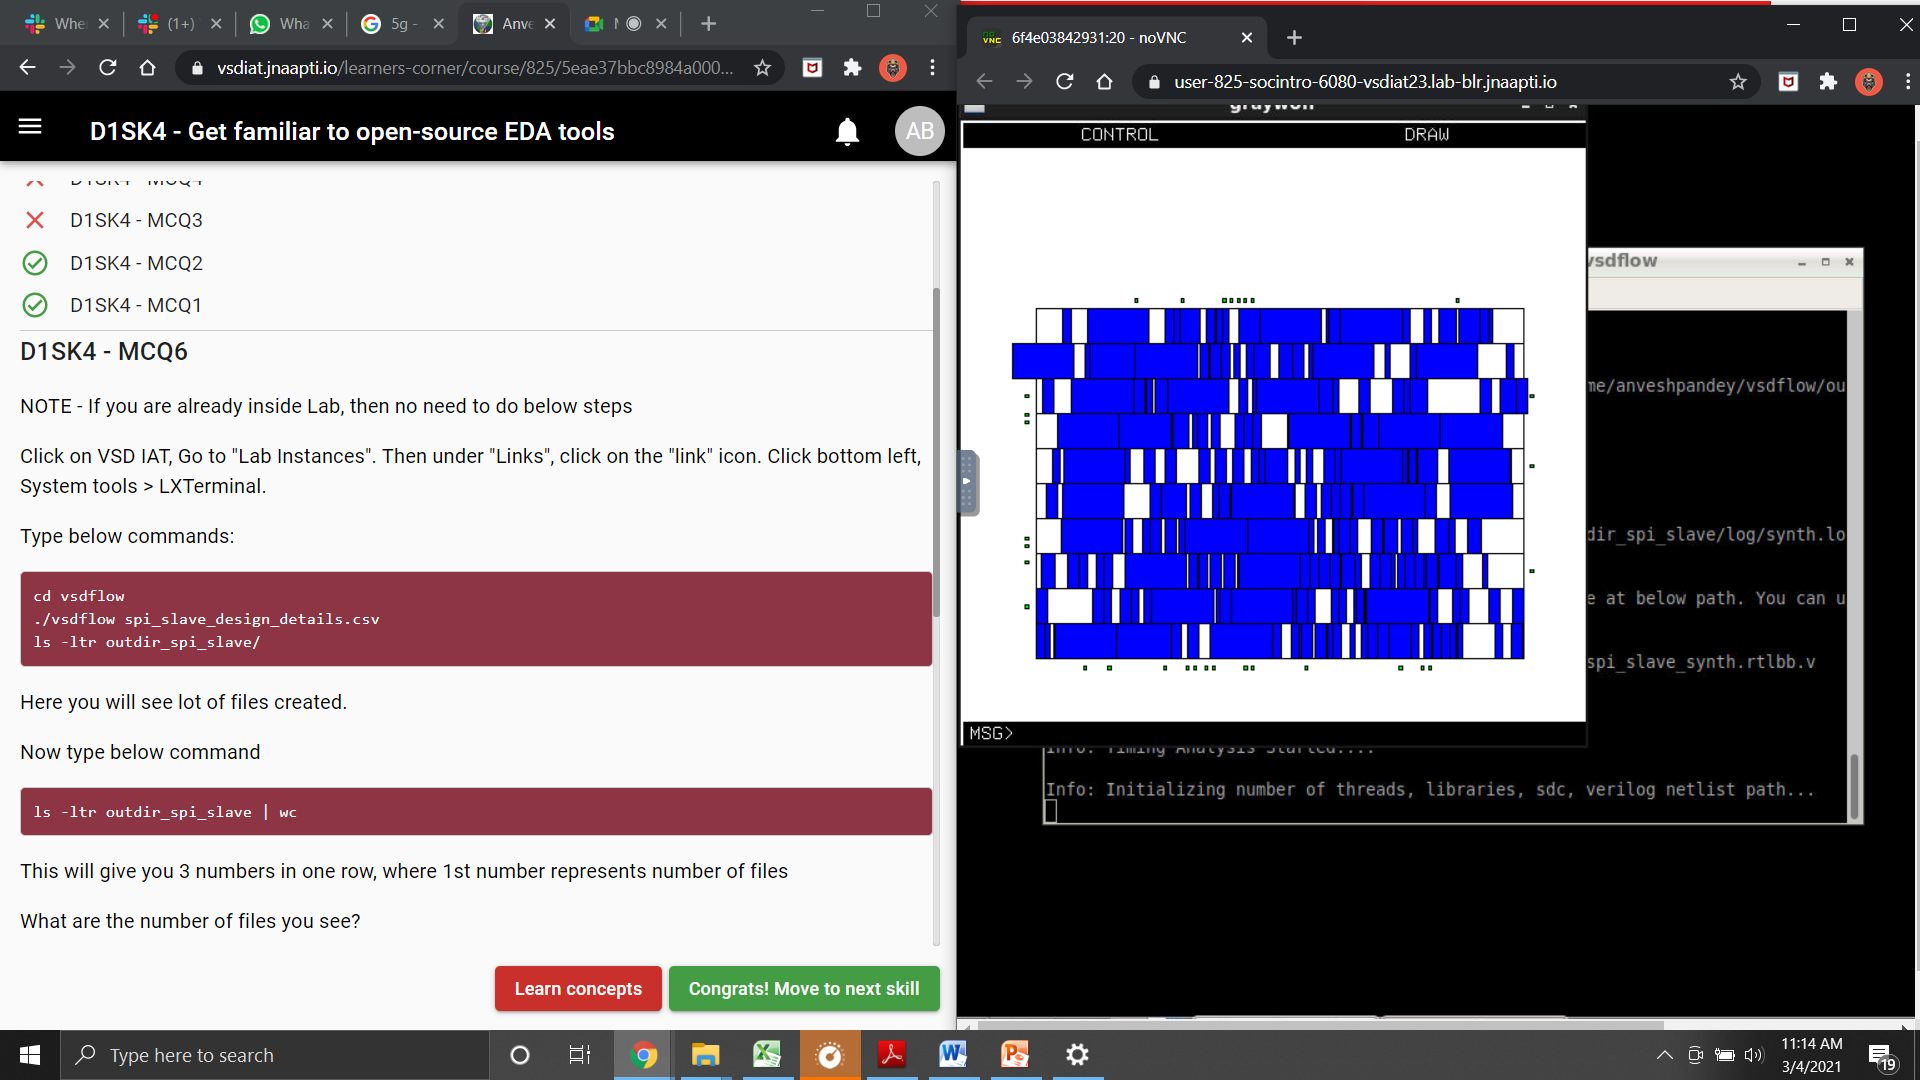 Whe
(1+)
Wha
5g -
Anve
vsdiat.jnaapti.io/learners-corner/course/825/5eae37bbc8984a000...
D1SK4 - Get familiar to open-source EDA tools
AB
D1SK4 - MCQ4
D1SK4 - MCQ3
D1SK4 - MCQ2
D1SK4 - MCQ1
D1SK4 - MCQ6
NOTE - If you are already inside Lab, then no need to do below steps
Click on VSD IAT, Go to "Lab Instances". Then under "Links", click on the "link" icon. Click bottom left,
System tools > LXTerminal.
Type below commands:
cd vsdflow
./vsdflow spi_slave_design_details.csv
ls -ltr outdir_spi_slave/
Here you will see lot of files created.
Now type below command
ls -ltr outdir_spi_slave | wc
This will give you 3 numbers in one row, where 1st number represents number of files
What are the number of files you see?
Learn concepts
Congrats! Move to next skill
VNC
6f4e03842931:20 - noVNC
user-825-socintro-6080-vsdiat23.lab-blr.jnaapti.io
graywolf
CONTROL
DRAW
MSG>
vsdflow
me/anveshpandey/vsdflow/ou
dir_spi_slave/log/synth.lo
e at below path. You can u
spi_slave_synth.rtlbb.v
Info: Timing Analysis Started....
Info: Initializing number of threads, libraries, sdc, verilog netlist path...
Type here to search
11:14 AM
3/4/2021
19